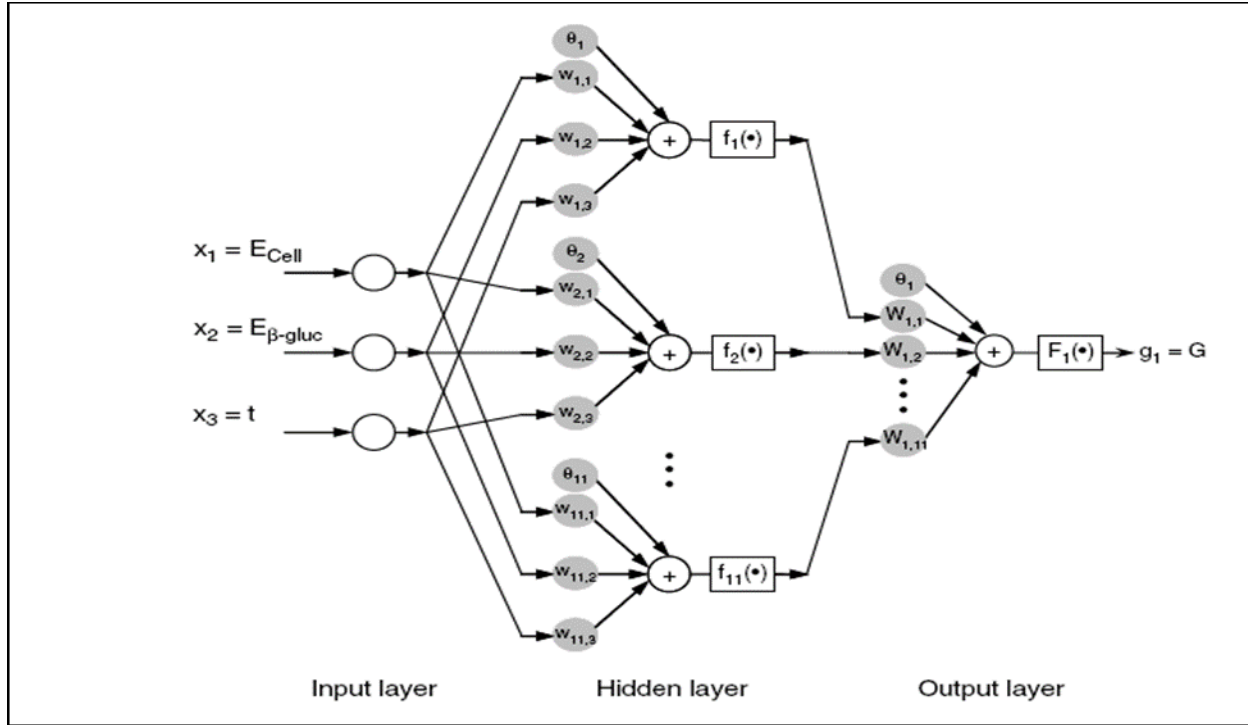 θ1
w1,1
w1,2
w1,3
+
f1(•)
x1 = ECell
x2 = Eβ-gluc
x3 = t
θ2
w2,1
w2,2
w2,3
+
f2(•)
θ11
w11,1
w11,2
w11,3
+
f11(•)
θ1
W1,1
W1,2
W1,11
+
F1(•)
g1 = G
Input layer
Hidden layer
Output layer